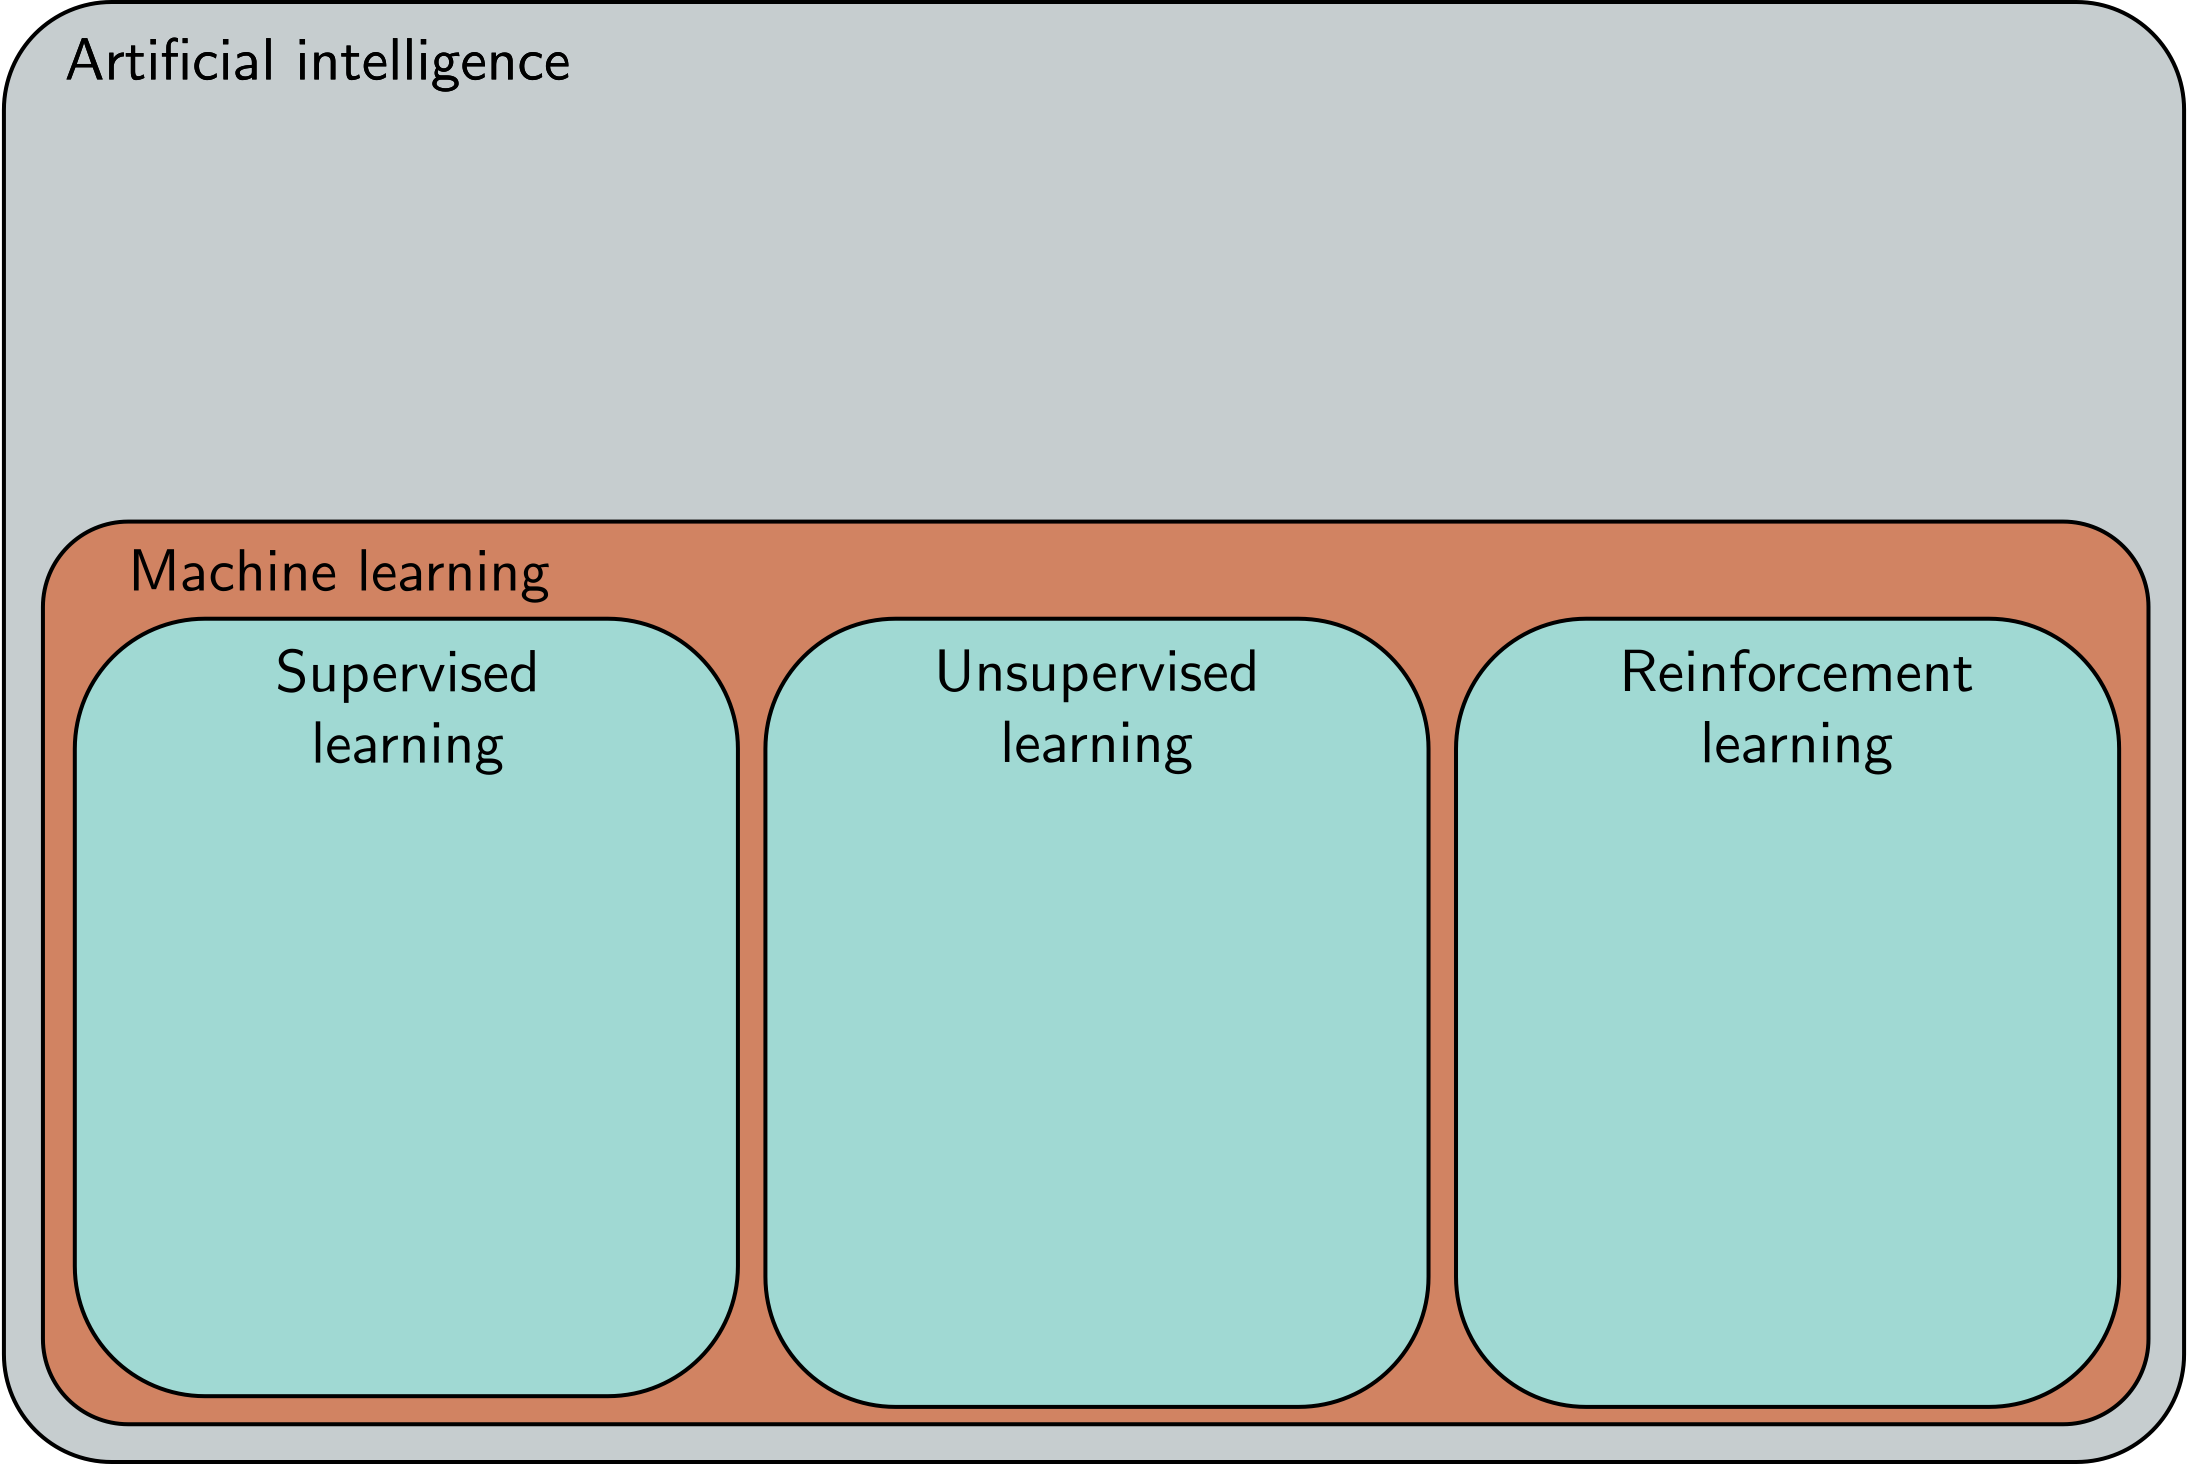 Artificial intelligence
Machine learning
Supervised
learning
Unsupervised
learning
Reinforcement
learning